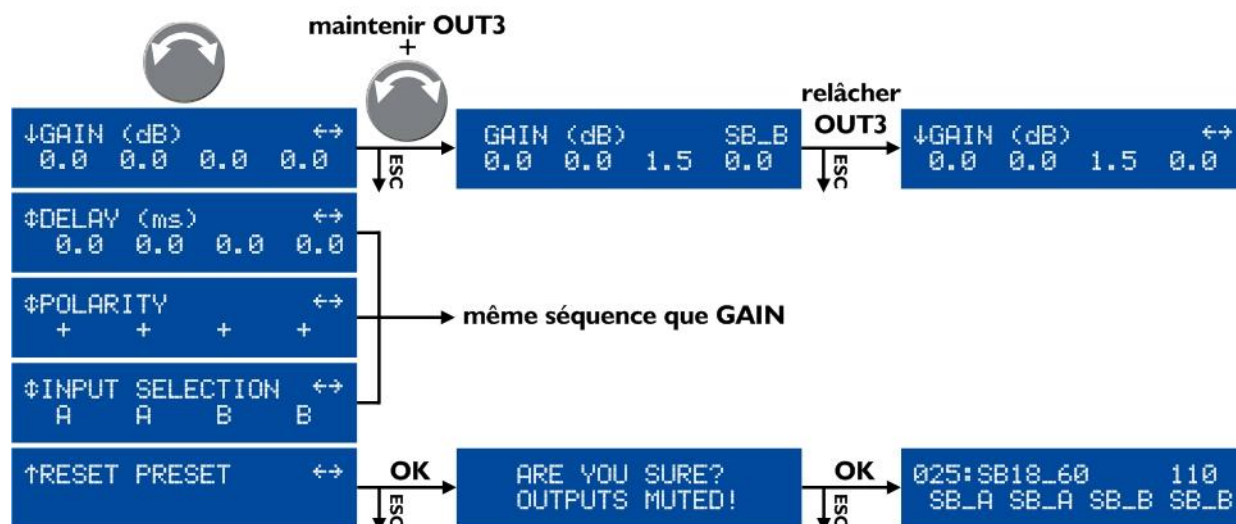 maintenir OUT3
+
relâcher
OUT3
↓GAIN (dB) ↔
0.0 0.0 0.0 0.0
ESC
GAIN (dB) SB_B
0.0 0.0 1.5 0.0
ESC
↓GAIN (dB) ↔
0.0 0.0 1.5 0.0
↕DELAY (ms) ↔
0.0 0.0 0.0 0.0
↕POLARITY ↔
+ + + +
même séquence que GAIN
↕INPUT SELECTION ↔
A A B B
↑RESET PRESET ↔
OK
ESC
ARE YOU SURE?
OUTPUTS MUTED!
OK
ESC
025:SB18_60 110
SB_A SB_A SB_B SB_B